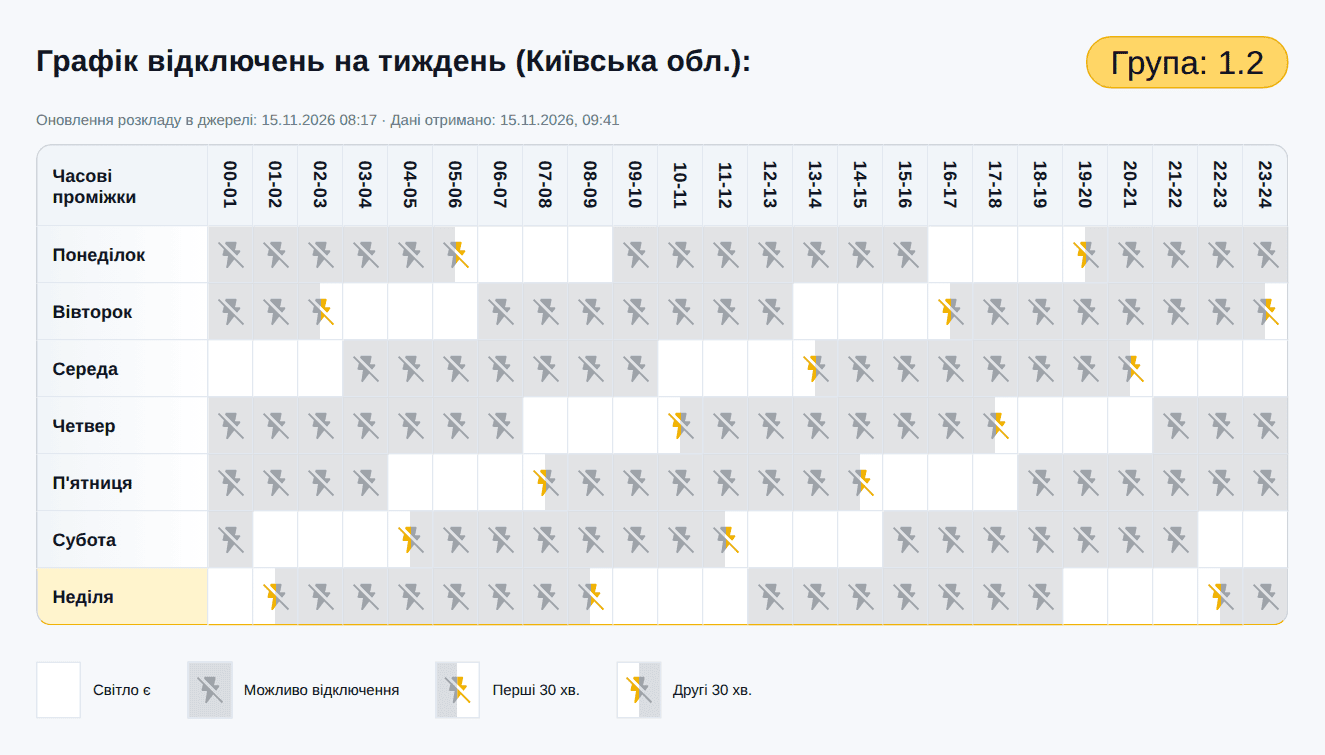 Графік відключень на тиждень (Київська обл.):
Група: 1.2
Оновлення розкладу в джерелі: 15.11.2026 08:17 · Дані отримано: 15.11.2026, 09:41
Часові
проміжки
00-01
01-02
02-03
03-04
04-05
05-06
06-07
07-08
08-09
09-10
10-11
11-12
12-13
13-14
14-15
15-16
16-17
17-18
18-19
19-20
20-21
21-22
22-23
23-24
Понеділок
Вівторок
Середа
Четвер
П'ятниця
Субота
Неділя
Світло є
Можливо відключення
Перші 30 хв.
Другі 30 хв.